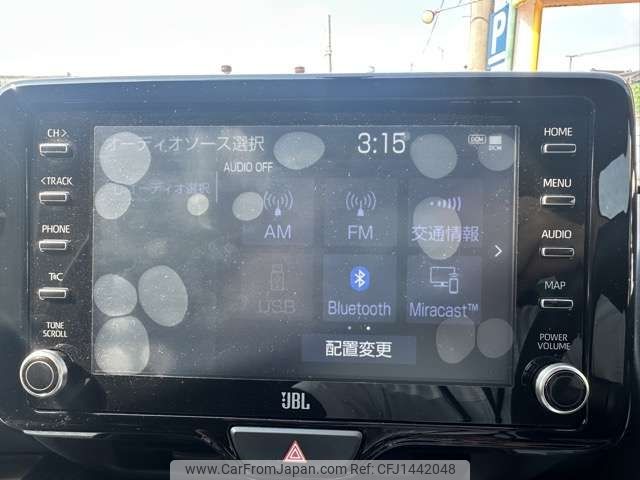 P
CH>
<TRACK
PHONE
T&C
TUNE
SCROLL
オーディオソース選択
3:15
DCM
AUDIO OFF
AM
FM
交通情報
USB
Bluetooth
Miracast™
配置変更
HOME
MENU
AUDIO
MAP
POWER
VOLUME
JBL
www.CarFromJapan.com - CFJ1442048